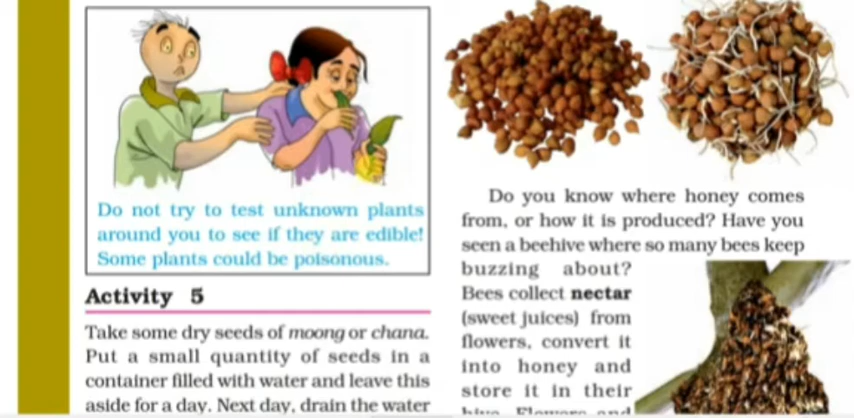 Do not try to test unknown plants
around you to see if they are edible!
Some plants could be poisonous.
Activity 5
Take some dry seeds of moong or chana.
Put a small quantity of seeds in a
container filled with water and leave this
aside for a day. Next day, drain the water
Do you know where honey comes
from, or how it is produced? Have you
seen a beehive where so many bees keep
buzzing about?
Bees collect nectar
(sweet juices) from
flowers, convert it
into honey and
store it in their